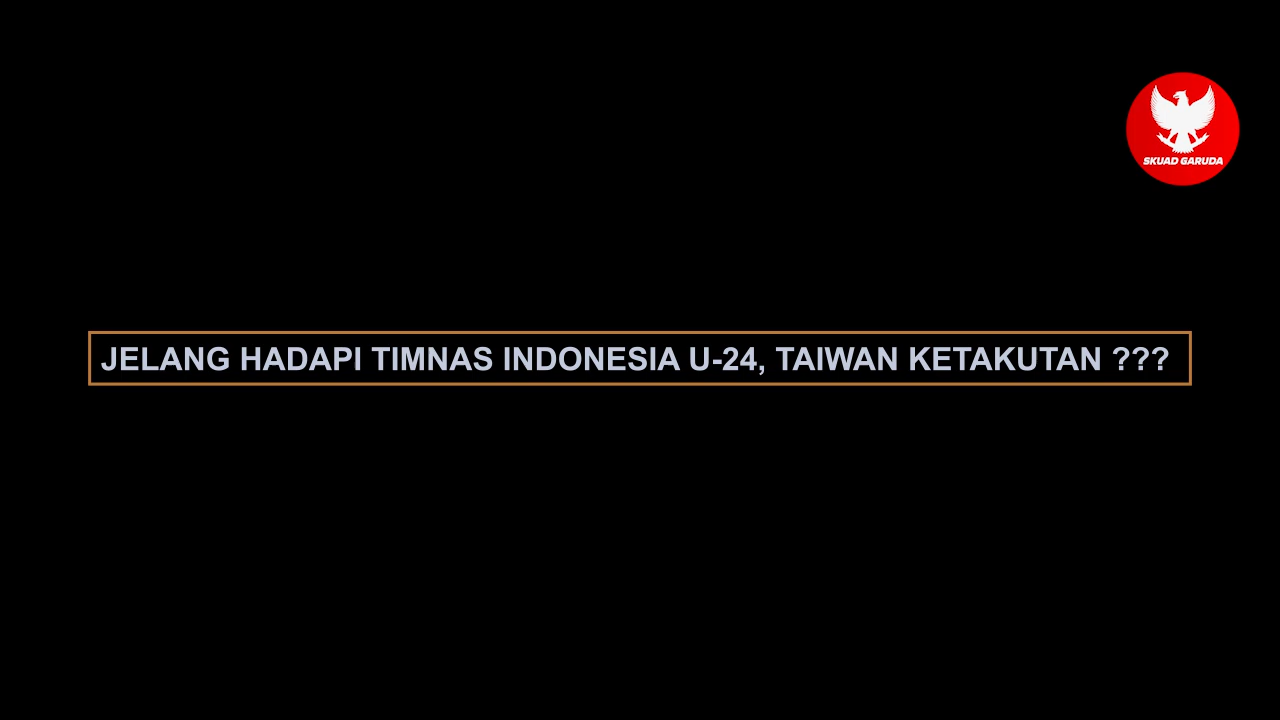 SKUAD GARUDA
JELANG HADAPI TIMNAS INDONESIA U-24, TAIWAN KETAKUTAN ???